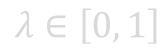 λ ∈ [0, 1]